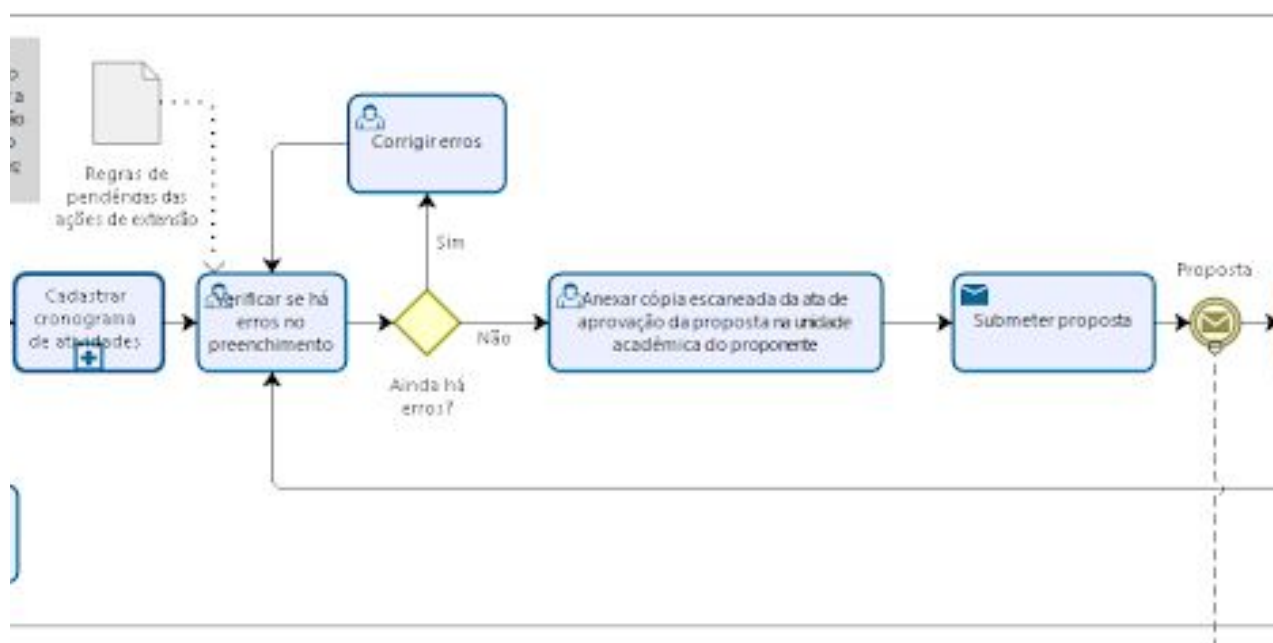 Regras de
pendências das
ações de extensão
Corrigir erros
Sim
Cadastrar
cronograma
de atividades
Verificar se há
erros no
preenchimento
Ainda há
erros?
Não
Anexar cópia escaneada da ata de
aprovação da proposta na unidade
acadêmica do proponente
Submeter proposta
Proposta